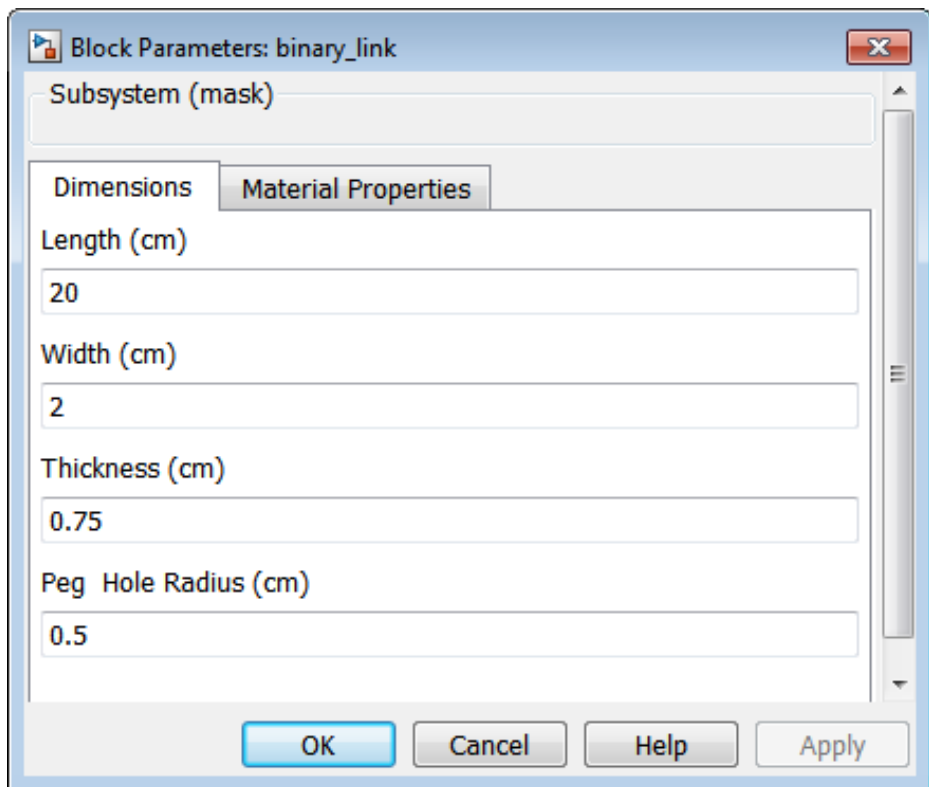 Block Parameters: binary_link
Subsystem (mask)
Dimensions Material Properties
Length (cm)
20
Width (cm)
2
Thickness (cm)
0.75
Peg  Hole Radius (cm)
0.5
OK Cancel Help Apply